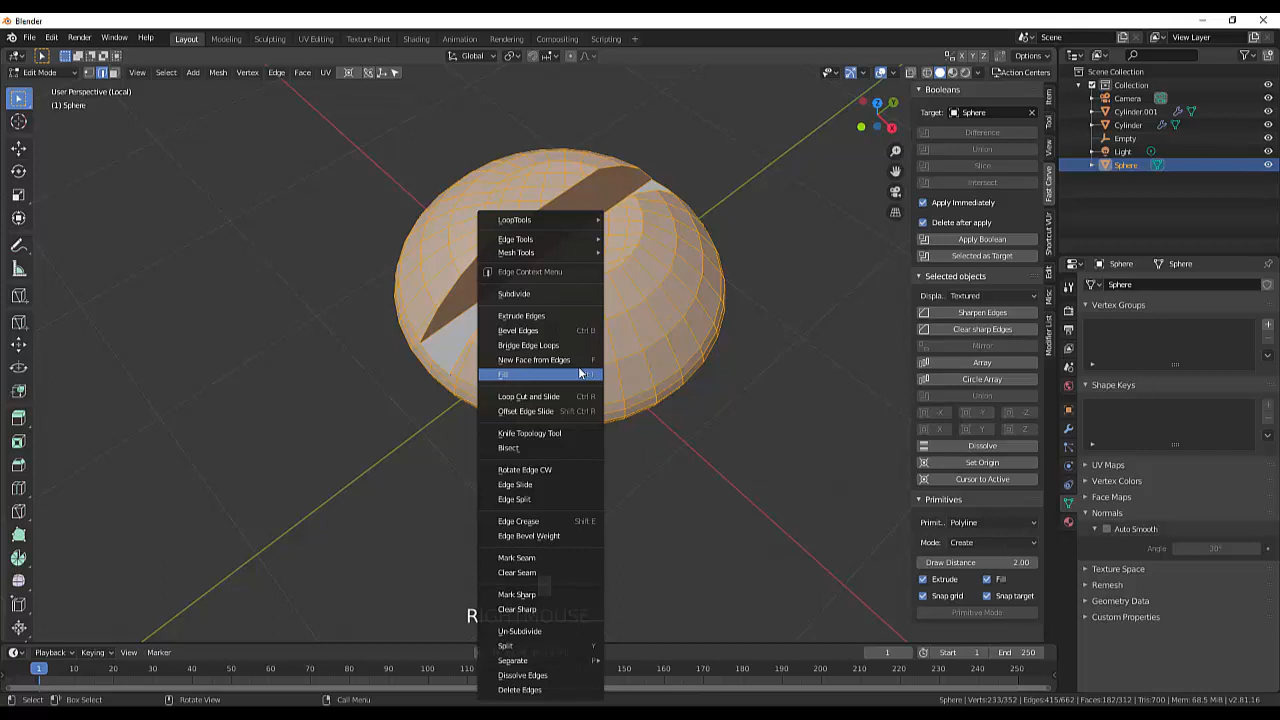 Blender
File Edit Render Window Help
Layout Modeling Sculpting UV Editing Texture Paint Shading Animation Rendering Compositing Scripting +
Scene
View Layer
Global
X Y Z
Options
Edit Mode
View Select Add Mesh Vertex Edge Face UV
Action Centers
User Perspective (Local)
(1) Sphere
LoopTools
Edge Tools
Mesh Tools
Edge Context Menu
Subdivide
Extrude Edges
Bevel Edges Ctrl B
Bridge Edge Loops
New Face from Edges F
Fill
Loop Cut and Slide Ctrl R
Offset Edge Slide Shift Ctrl R
Knife Topology Tool
Bisect
Rotate Edge CW
Edge Slide
Edge Split
Edge Crease Shift E
Edge Bevel Weight
Mark Seam
Clear Seam
Mark Sharp
Clear Sharp
Un-Subdivide
Split Y
Separate P
Dissolve Edges
Delete Edges
Booleans
Target: Sphere
Difference
Union
Slice
Intersect
Apply Immediately
Delete after apply
Apply Boolean
Selected as Target
Selected objects
Displa.. Textured
Sharpen Edges
Clear sharp Edges
Mirror
Array
Circle Array
Union
-X -Y -Z
X Y Z
Dissolve
Set Origin
Cursor to Active
Primitives
Primit.. Polyline
Mode: Create
Draw Distance 2.00
Extrude Fill
Snap grid Snap target
Primitive Mode
Item
Tool
View
Fast Carve
Shortcut VUr
Edit
Misc
Modifier List
Scene Collection
Collection
Camera
Cylinder.001
Cylinder
Empty
Light
Sphere
Sphere Sphere
Sphere
Vertex Groups
Shape Keys
UV Maps
Vertex Colors
Face Maps
Normals
Auto Smooth
Angle 30°
Texture Space
Remesh
Geometry Data
Custom Properties
Playback Keying View Marker
1 Start 1 End 250
1 10 20 30 40 50 60 70 80 90 100 150 160 170 180 190 200 210 220 230 240 250
Select Box Select Rotate View Call Menu
Sphere | Verts:233/352 | Edges:415/662 | Faces:182/312 | Tris:700 | Mem: 68.5 MiB | v2.81.16